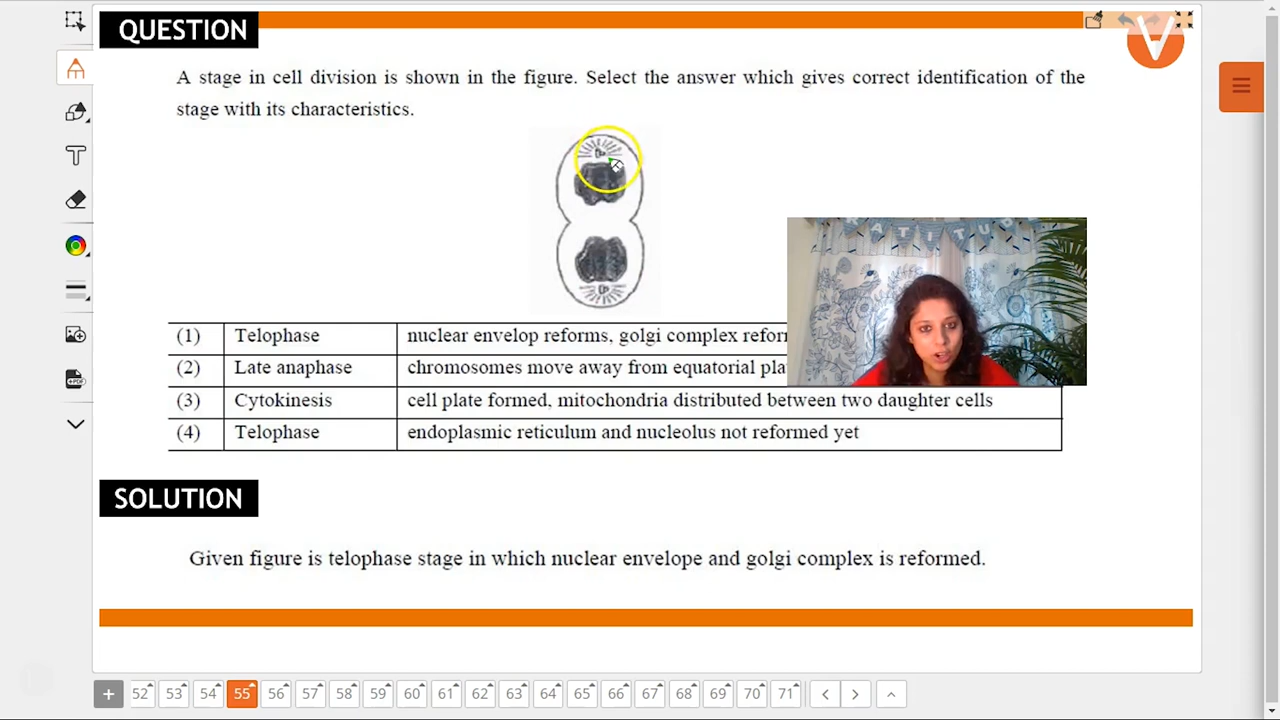 QUESTION
A stage in cell division is shown in the figure. Select the answer which gives correct identification of the
stage with its characteristics.
(1) Telophase nuclear envelop reforms, golgi complex
(2) Late anaphase chromosomes move away from equatorial
(3) Cytokinesis cell plate formed, mitochondria distributed between two daughter cells
(4) Telophase endoplasmic reticulum and nucleolus not reformed yet
SOLUTION
Given figure is telophase stage in which nuclear envelope and golgi complex is reformed.
52 53 54 55 56 57 58 59 60 61 62 63 64 65 66 67 68 69 70 71